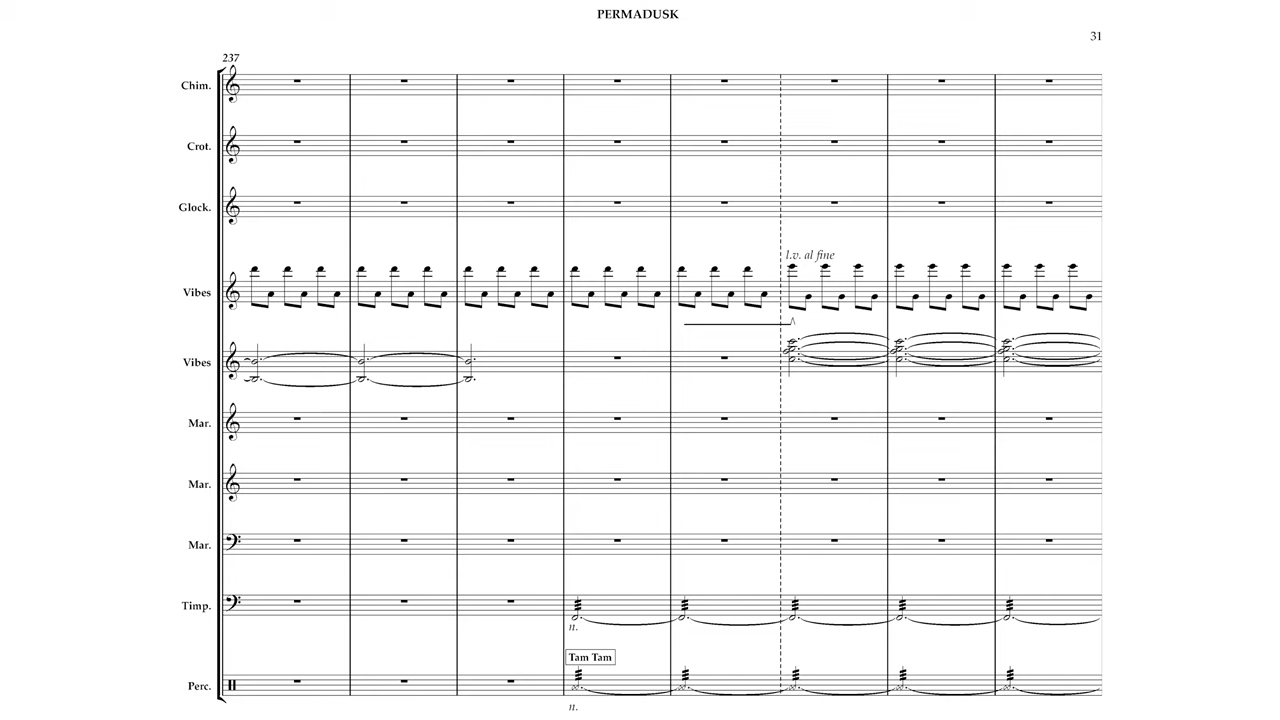 PERMADUSK
31
237
Chim.
Crot.
Glock.
l.v. al fine
Vibes
Vibes
Mar.
Mar.
Mar.
Timp.
n.
Tam Tam
Perc.
n.